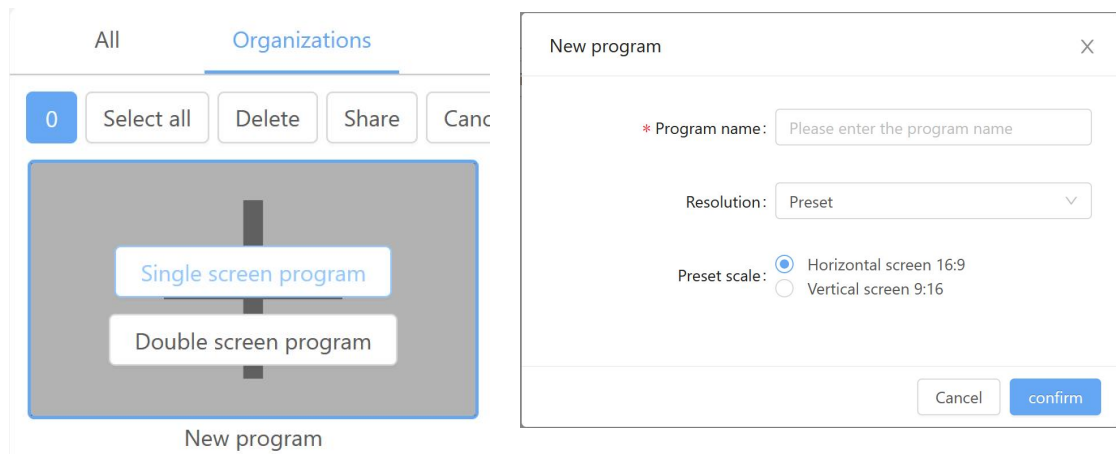 All Organizations
0 Select all Delete Share Canc
Single screen program
Double screen program
New program
New program
* Program name: Please enter the program name
Resolution: Preset
Preset scale: Horizontal screen 16:9
Vertical screen 9:16
Cancel confirm